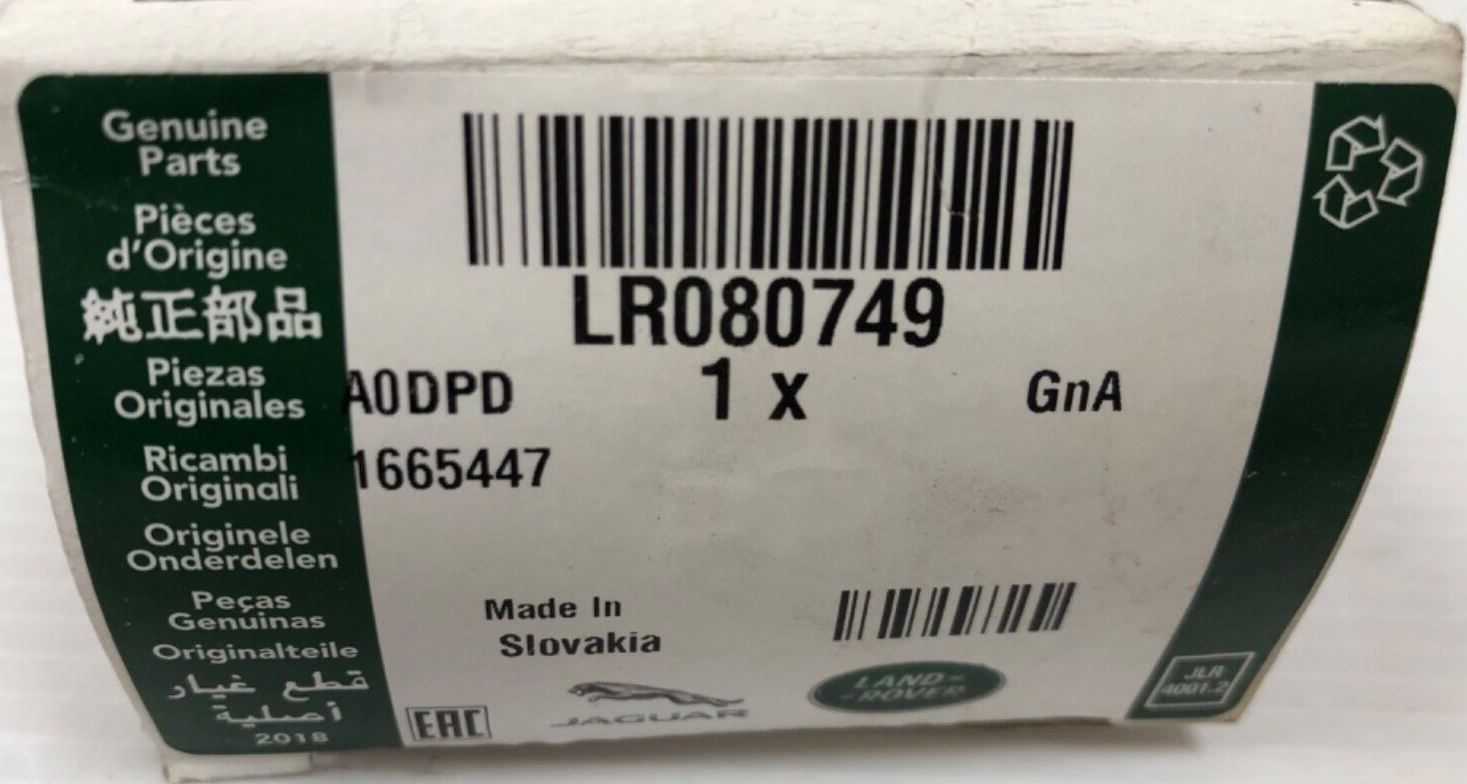 Genuine
Parts
Pièces
d'Origine
純正部品
Piezas
Originales
Ricambi
Originali
Originele
Onderdelen
Peças
Genuinas
Originalteile
قطع غيار
أصلية
2018
LR080749
A0DPD
1 x
GnA
1665447
Made In
Slovakia
EAC
JAGUAR
LAND-
-ROVER
JLR
4001.2